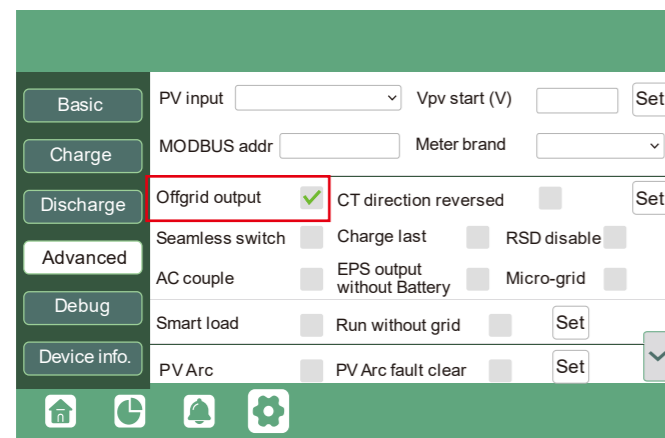 Basic
PV input
Vpv start (V)
Set
Charge
MODBUS addr
Meter brand
Discharge
Offgrid output
CT direction reversed
Set
Seamless switch
Charge last
RSD disable
Advanced
AC couple
EPS output
without Battery
Micro-grid
Debug
Smart load
Run without grid
Set
Device info.
PV Arc
PV Arc fault clear
Set